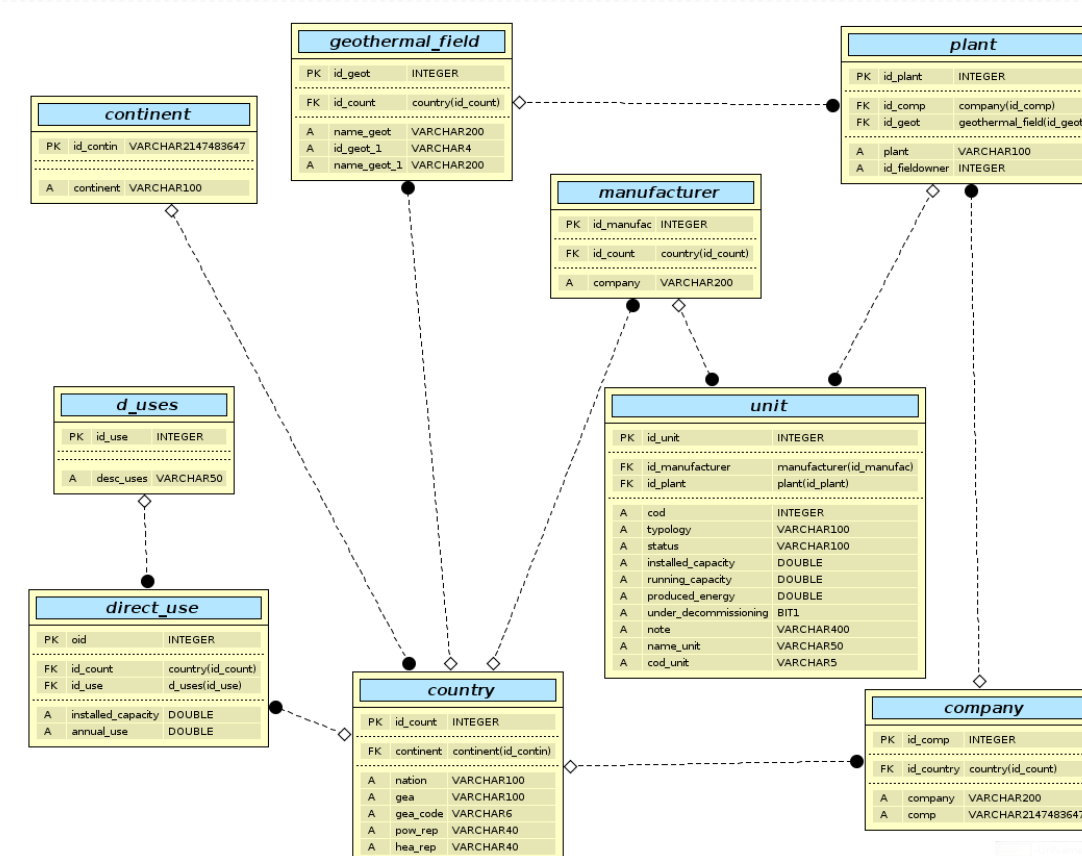 geothermal_field
PK id_geot INTEGER
FK id_count country(id_count)
A name_geot VARCHAR200
A id_geot_1 VARCHAR4
A name_geot_1 VARCHAR200
plant
PK id_plant INTEGER
FK id_comp company(id_comp)
FK id_geot geothermal_field(id_geot
A plant VARCHAR100
A id_fieldowner INTEGER
continent
PK id_contin VARCHAR2147483647
A continent VARCHAR100
manufacturer
PK id_manufac INTEGER
FK id_count country(id_count)
A company VARCHAR200
d_uses
PK id_use INTEGER
A desc_uses VARCHAR50
unit
PK id_unit INTEGER
FK id_manufacturer manufacturer(id_manufac)
FK id_plant plant(id_plant)
A cod INTEGER
A typology VARCHAR100
A status VARCHAR100
A installed_capacity DOUBLE
A running_capacity DOUBLE
A produced_energy DOUBLE
A under_decommissioning BIT1
A note VARCHAR400
A name_unit VARCHAR50
A cod_unit VARCHAR5
direct_use
PK oid INTEGER
FK id_count country(id_count)
FK id_use d_uses(id_use)
A installed_capacity DOUBLE
A annual_use DOUBLE
country
PK id_count INTEGER
FK continent continent(id_contin)
A nation VARCHAR100
A gea VARCHAR100
A gea_code VARCHAR6
A pow_rep VARCHAR40
A hea_rep VARCHAR40
company
PK id_comp INTEGER
FK id_country country(id_count)
A company VARCHAR200
A comp VARCHAR2147483647